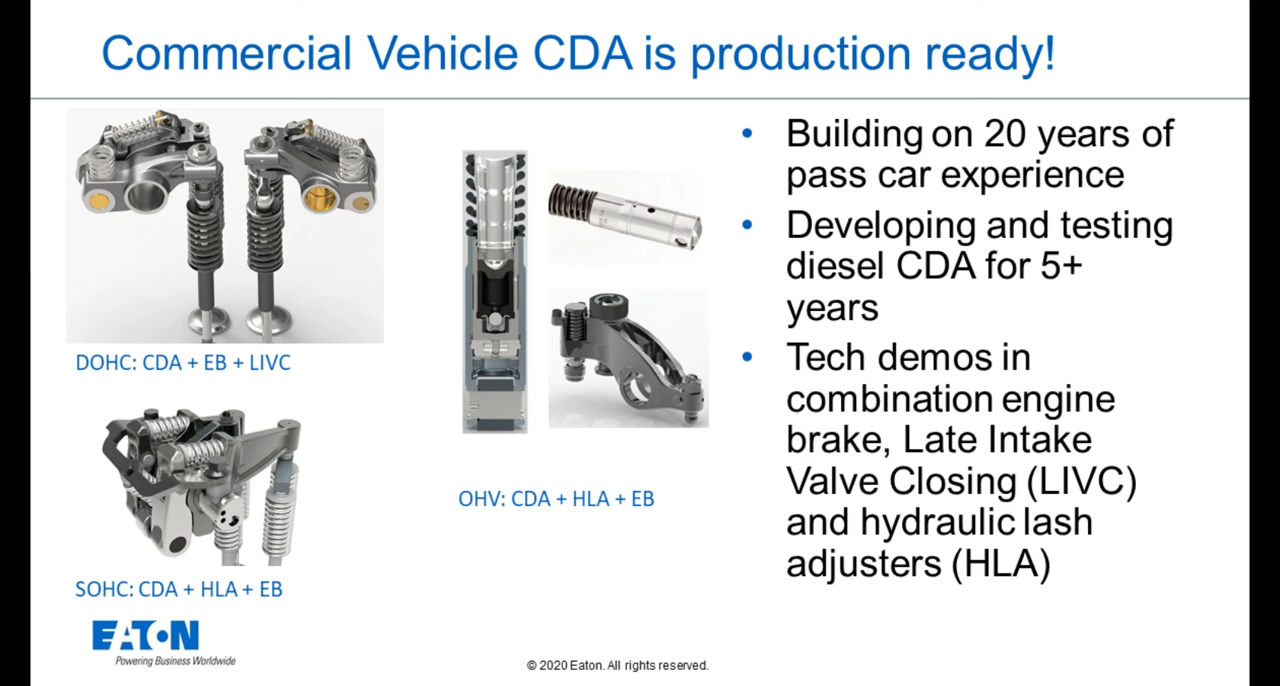 Commercial Vehicle CDA is production ready!
DOHC: CDA + EB + LIVC
SOHC: CDA + HLA + EB
OHV: CDA + HLA + EB
• Building on 20 years of
pass car experience
• Developing and testing
diesel CDA for 5+
years
• Tech demos in
combination engine
brake, Late Intake
Valve Closing (LIVC)
and hydraulic lash
adjusters (HLA)
EATON
Powering Business Worldwide
© 2020 Eaton. All rights reserved.